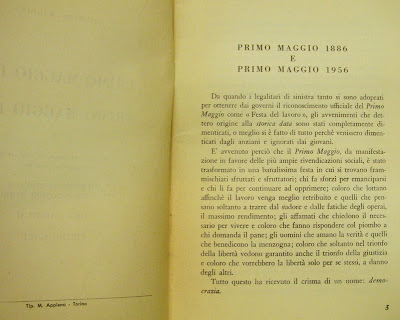 Tip. M. Appiano - Torino
PRIMO MAGGIO 1886
E
PRIMO MAGGIO 1956
Da quando i legalitari di sinistra tanto si sono adoprati
per ottenere dai governi il riconoscimento ufficiale del Primo
Maggio come « Festa del lavoro », gli avvenimenti che
dettero origine alla storica data sono stati completamente di-
menticati, o meglio si è fatto di tutto perchè venissero dimen-
ticati dagli anziani e ignorati dai giovani.
E' avvenuto perciò che il Primo Maggio, da manifesta-
zione in favore delle più ampie rivendicazioni sociali, è stato
trasformato in una banalissima festa in cui si trovano fram-
mischiati sfruttati e sfruttatori; chi fa sforzi per emanciparsi
e chi li fa per continuare ad opprimere; coloro che lottano
affinchè il lavoro venga meglio retribuito e quelli che pen-
sano soltanto a trarre dal sudore e dalle fatiche degli operai,
il massimo rendimento; gli affamati che chiedono il neces-
sario per vivere e coloro che fanno rispondere col piombo a
chi domanda il pane; gli uomini che amano la verità e quelli
che benedicono la menzogna; coloro che soltanto nel trionfo
della libertà vedono garantito anche il trionfo della giustizia
e coloro che vorrebbero la libertà solo per se stessi, a danno
degli altri.
Tutto questo ha ricevuto il crisma di un nome: demo-
crazia.
5